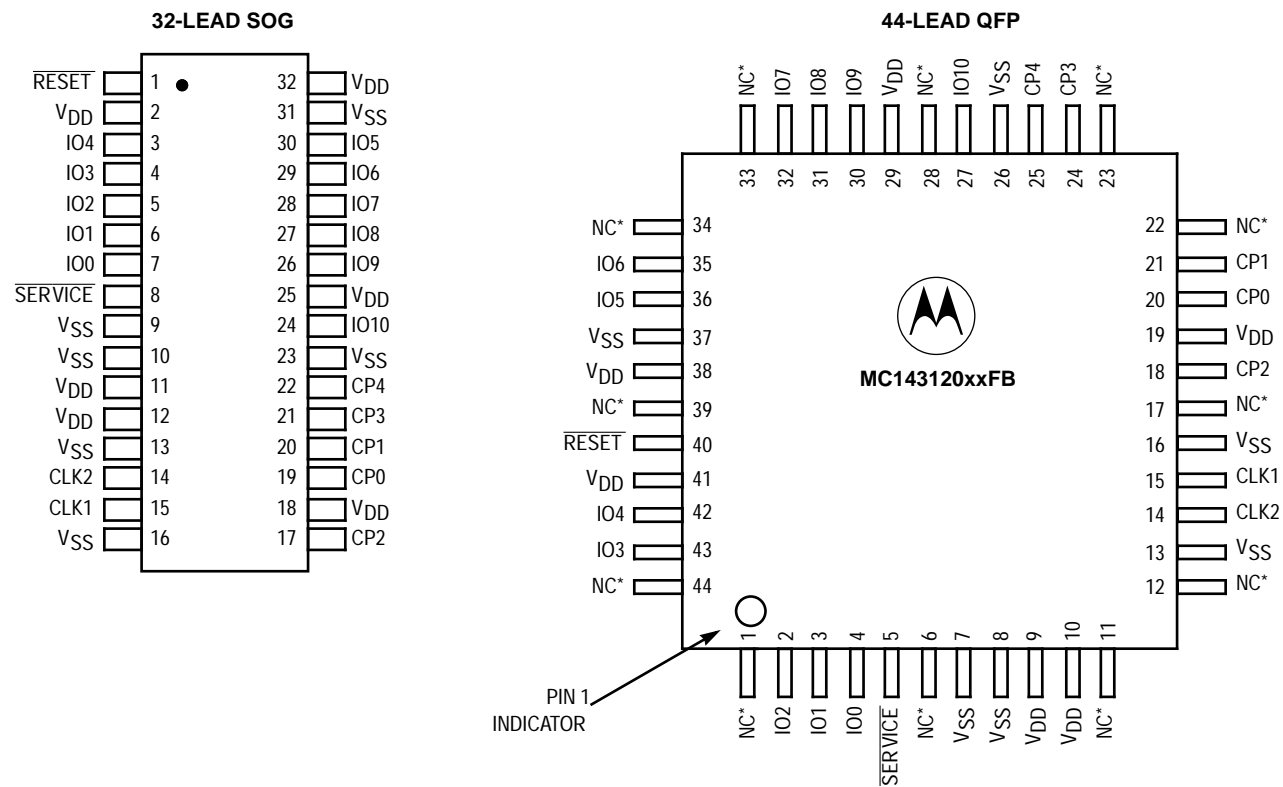 32-LEAD SOG
RESET 1 32 VDD
VDD 2 31 VSS
IO4 3 30 IO5
IO3 4 29 IO6
IO2 5 28 IO7
IO1 6 27 IO8
IO0 7 26 IO9
SERVICE 8 25 VDD
VSS 9 24 IO10
VSS 10 23 VSS
VDD 11 22 CP4
VDD 12 21 CP3
VSS 13 20 CP1
CLK2 14 19 CP0
CLK1 15 18 VDD
VSS 16 17 CP2
44-LEAD QFP
NC* IO7 IO8 IO9 VDD NC* IO10 VSS CP4 CP3 NC*
33 32 31 30 29 28 27 26 25 24 23
NC* 34 22 NC*
IO6 35 21 CP1
IO5 36 20 CP0
VSS 37 19 VDD
VDD 38 18 CP2
MC143120xxFB
NC* 39 17 NC*
RESET 40 16 VSS
VDD 41 15 CLK1
IO4 42 14 CLK2
IO3 43 13 VSS
NC* 44 12 NC*
1 2 3 4 5 6 7 8 9 10 11
NC* IO2 IO1 IO0 SERVICE NC* VSS VSS VDD VDD NC*
PIN 1
INDICATOR